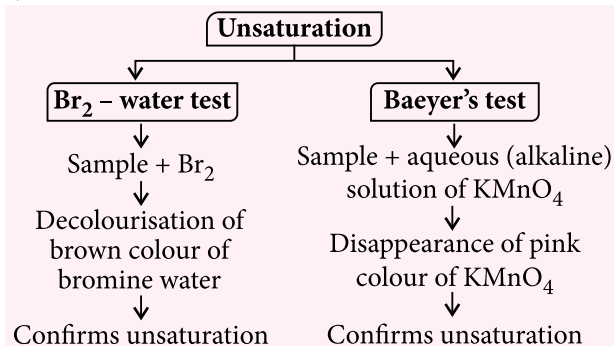 Unsaturation
Br2 – water test
Sample + Br2
Decolourisation of
brown colour of
bromine water
Confirms unsaturation
Baeyer's test
Sample + aqueous (alkaline)
solution of KMnO4
Disappearance of pink
colour of KMnO4
Confirms unsaturation